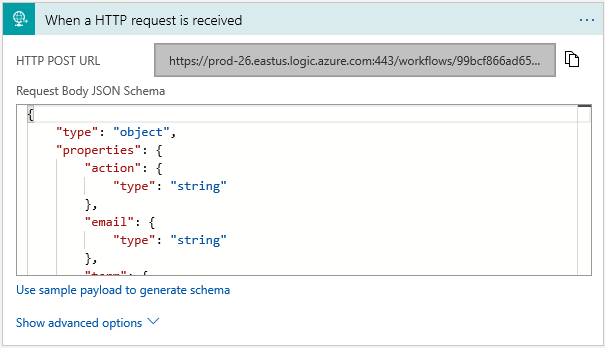 When a HTTP request is received
HTTP POST URL
https://prod-26.eastus.logic.azure.com:443/workflows/99bcf866ad65...
Request Body JSON Schema
{
"type": "object",
"properties": {
"action": {
"type": "string"
},
"email": {
"type": "string"
},
Use sample payload to generate schema
Show advanced options